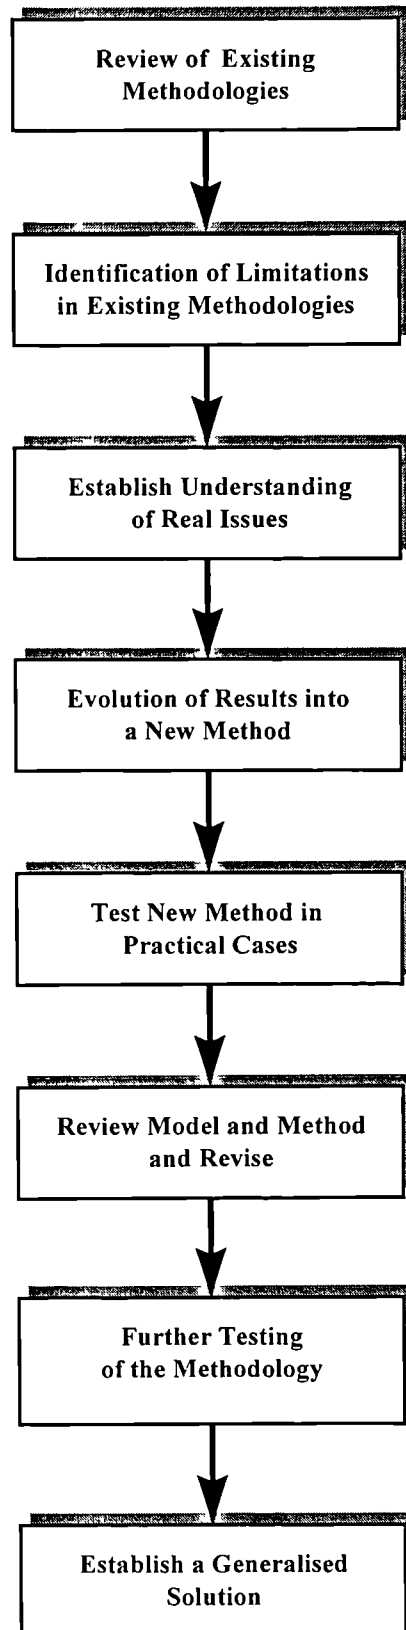 Review of Existing
Methodologies
Identification of Limitations
in Existing Methodologies
Establish Understanding
of Real Issues
Evolution of Results into
a New Method
Test New Method in
Practical Cases
Review Model and Method
and Revise
Further Testing
of the Methodology
Establish a Generalised
Solution